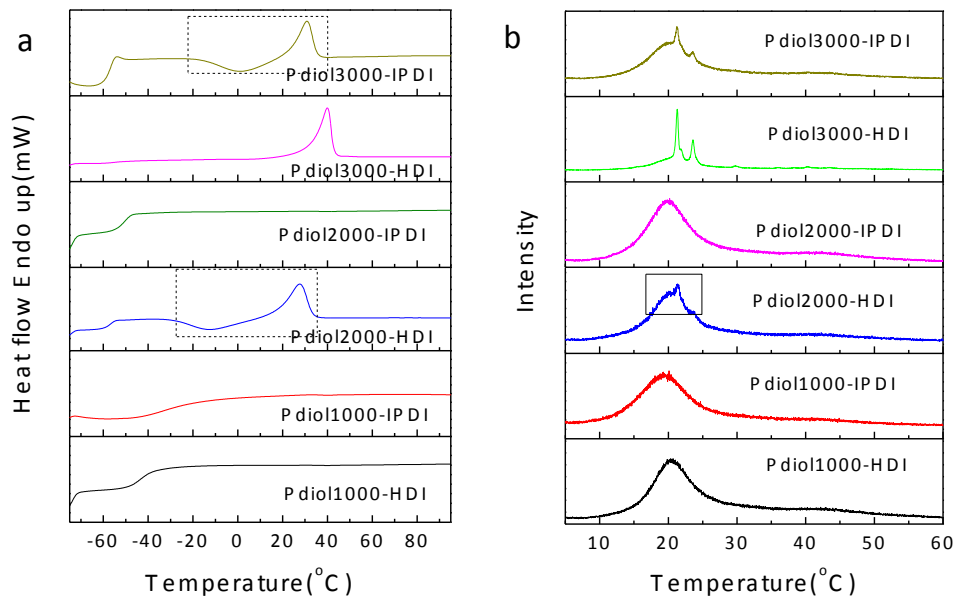 a
Heat flow Endo up(mW)
Pdiol3000-IPDI
Pdiol3000-HDI
Pdiol2000-IPDI
Pdiol2000-HDI
Pdiol1000-IPDI
Pdiol1000-HDI
-60 -40 -20 0 20 40 60 80
Temperature(°C)
b
Intensity
Pdiol3000-IPDI
Pdiol3000-HDI
Pdiol2000-IPDI
Pdiol2000-HDI
Pdiol1000-IPDI
Pdiol1000-HDI
10 20 30 40 50 60
Temperature(°C)